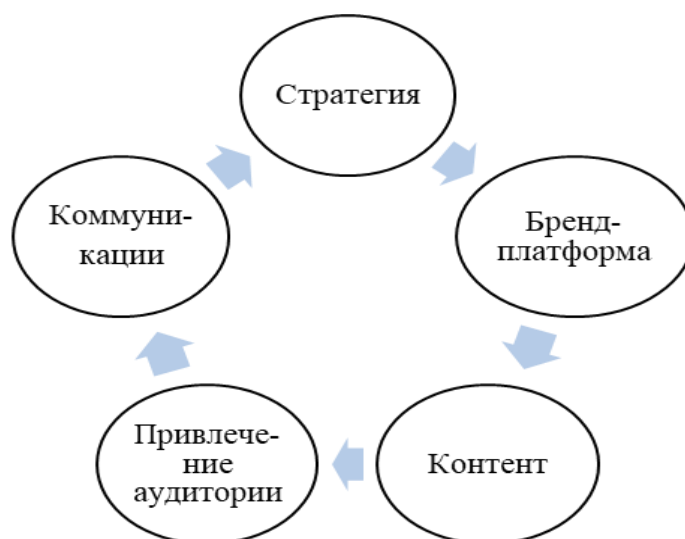 Стратегия
Бренд-
платформа
Контент
Привлече-
ние
аудитории
Коммуни-
кации